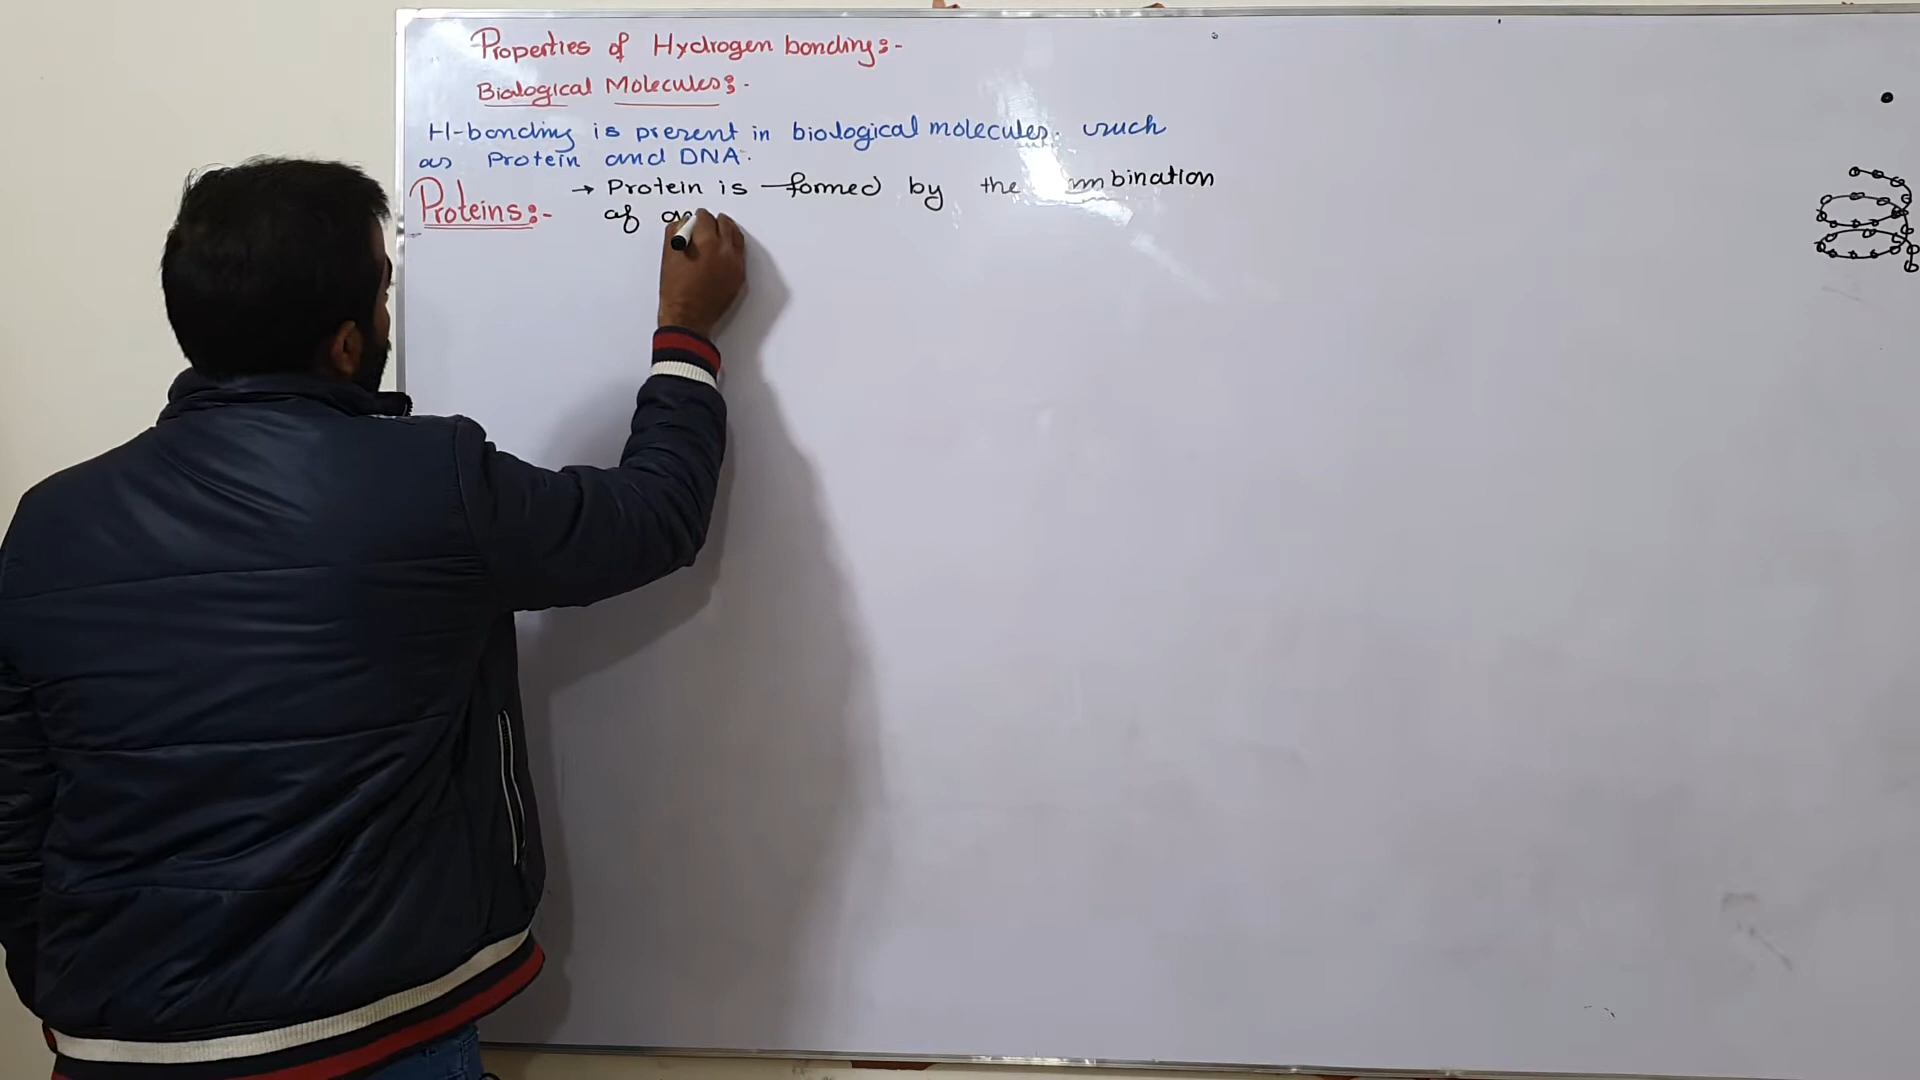 Properties of Hydrogen bonding:-
Biological Molecules:-
H-bonding is present in biological molecules. such
as Protein and DNA.
Proteins:-
→ Protein is formed by the combination
of